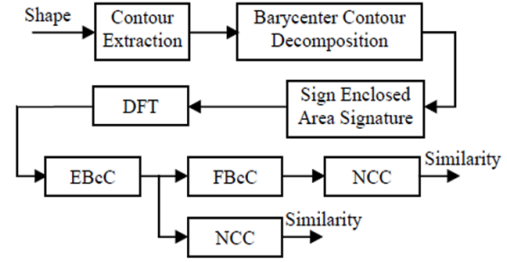 Shape
Contour
Extraction
Barycenter Contour
Decomposition
DFT
Sign Enclosed
Area Signature
EBcC
FBcC
NCC
Similarity
NCC
Similarity